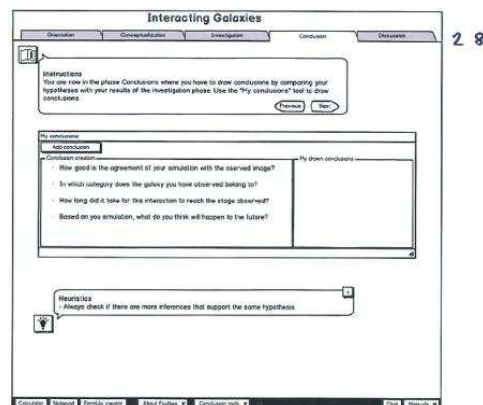 Interacting Galaxies
Orientation Conceptualization Investigation Conclusion Discussion
2 8
Instructions
You are now in the phase Conclusions where you have to draw conclusions by comparing your
hypotheses with your results of the investigation phase. Use the "My conclusions" tool to draw
conclusions.
Previous Next
My conclusions
Add conclusion
Conclusion creation
My drawn conclusions
- How good is the agreement of your simulation with the oserved image?
- In which category does the galaxy you have observed belong to?
- How long did it take for this interaction to reach the stage observed?
- Based on you simulation, what do you think will happen to the future?
Heuristics
- Always check if there are more inferences that support the same hypothesis
x
Calculator Notepad Formula creator About Faulkes ▾ Conclusion tools ▾ Chat Manuals ▾